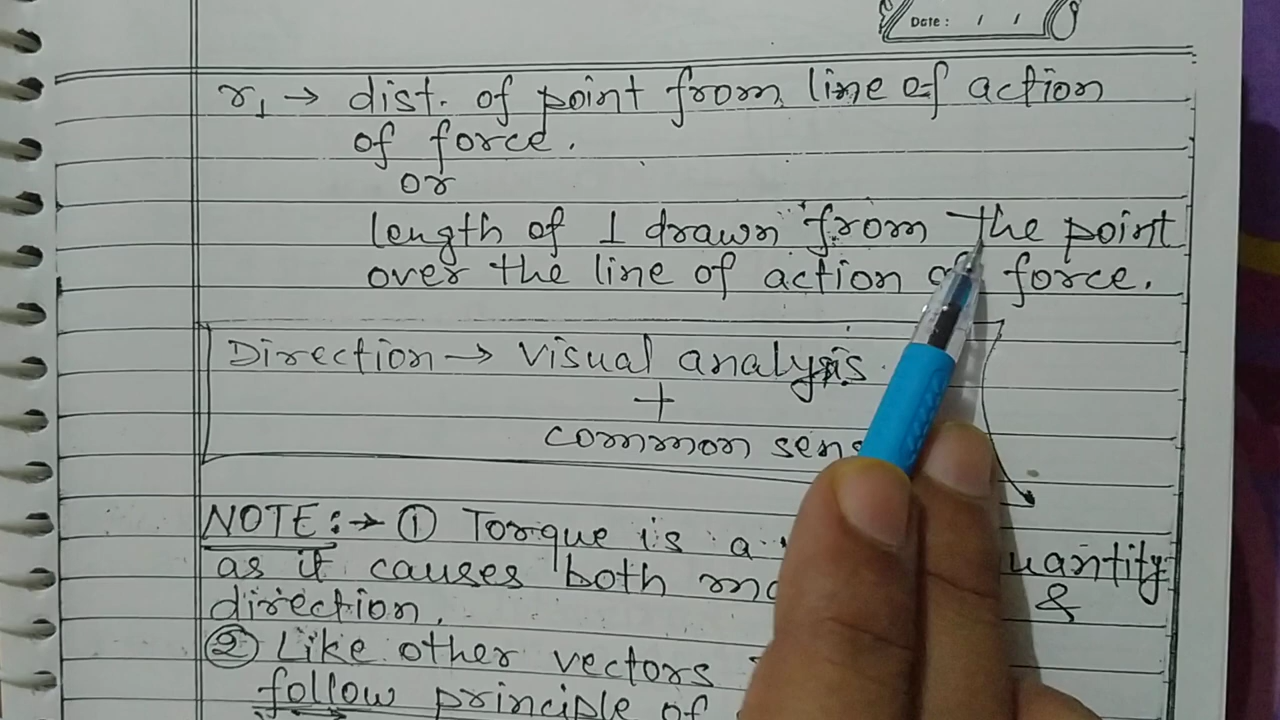 Date : / /
r⊥ → dist. of point from line of action
of force.
or
length of ⊥ drawn from the point
over the line of action of force.
Direction → visual analysis.
+
common
NOTE:→ ① Torque is a
as it causes both &
direction.
② Like other vectors
follow principle of